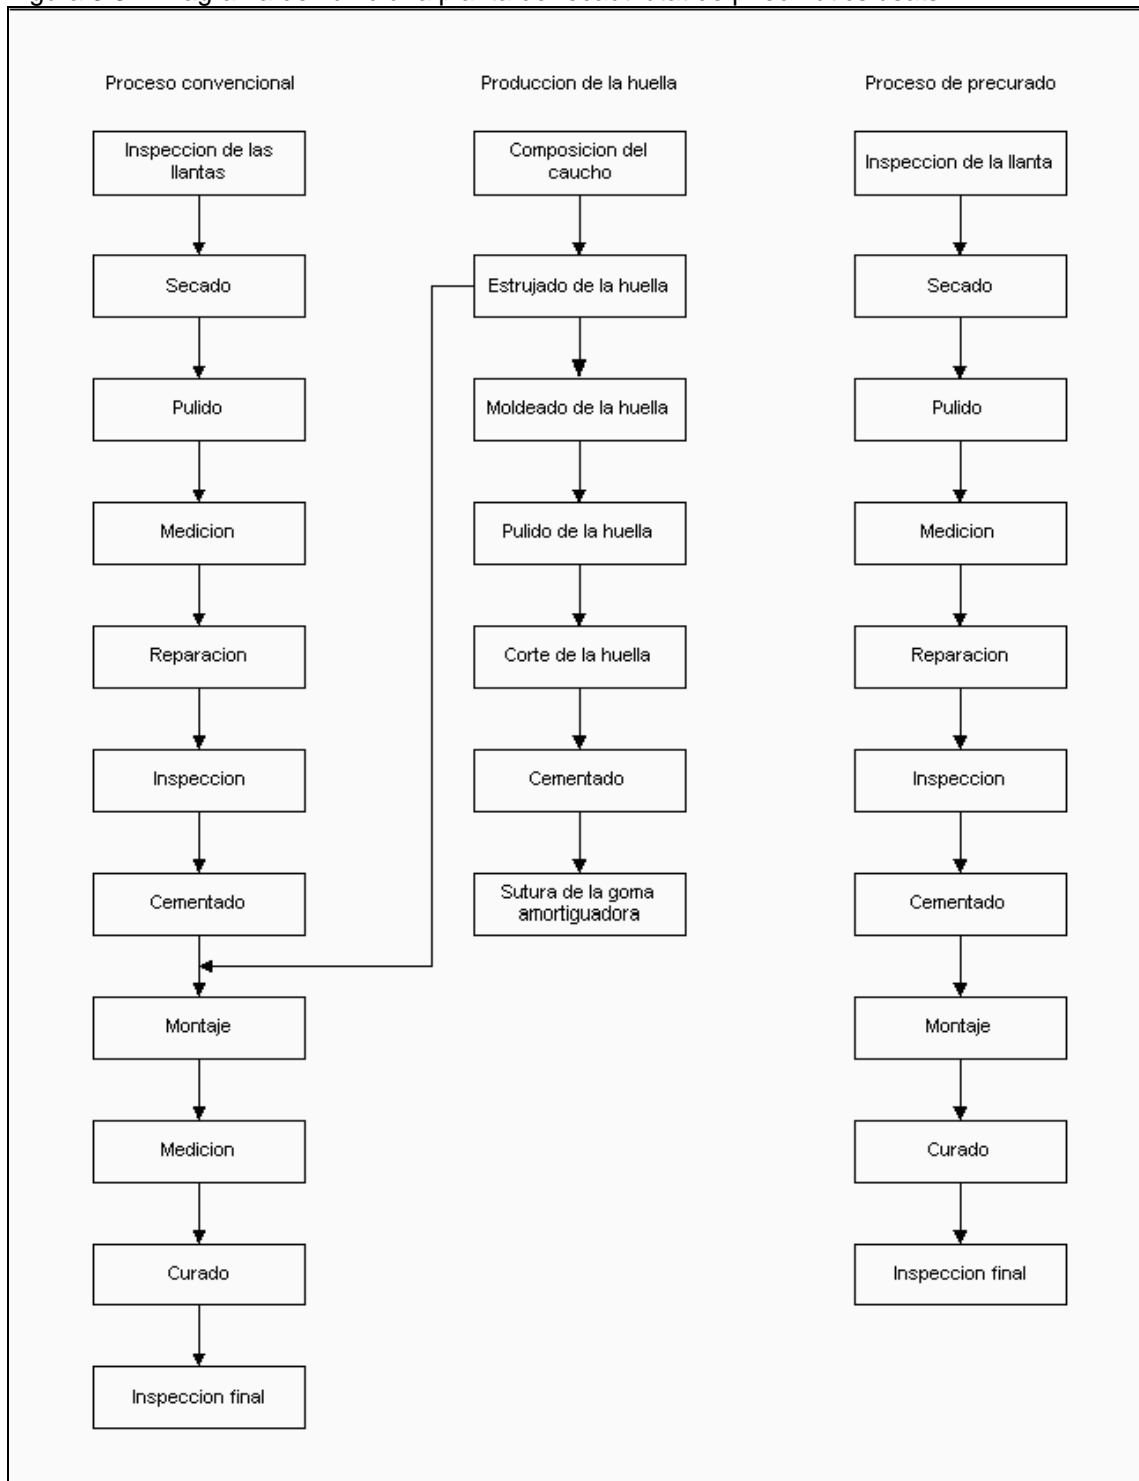 Proceso convencional
Inspeccion de las
llantas
Secado
Pulido
Medicion
Reparacion
Inspeccion
Cementado
Montaje
Medicion
Curado
Inspeccion final
Produccion de la huella
Composicion del
caucho
Estrujado de la huella
Moldeado de la huella
Pulido de la huella
Corte de la huella
Cementado
Sutura de la goma
amortiguadora
Proceso de precurado
Inspeccion de la llanta
Secado
Pulido
Medicion
Reparacion
Inspeccion
Cementado
Montaje
Curado
Inspeccion final